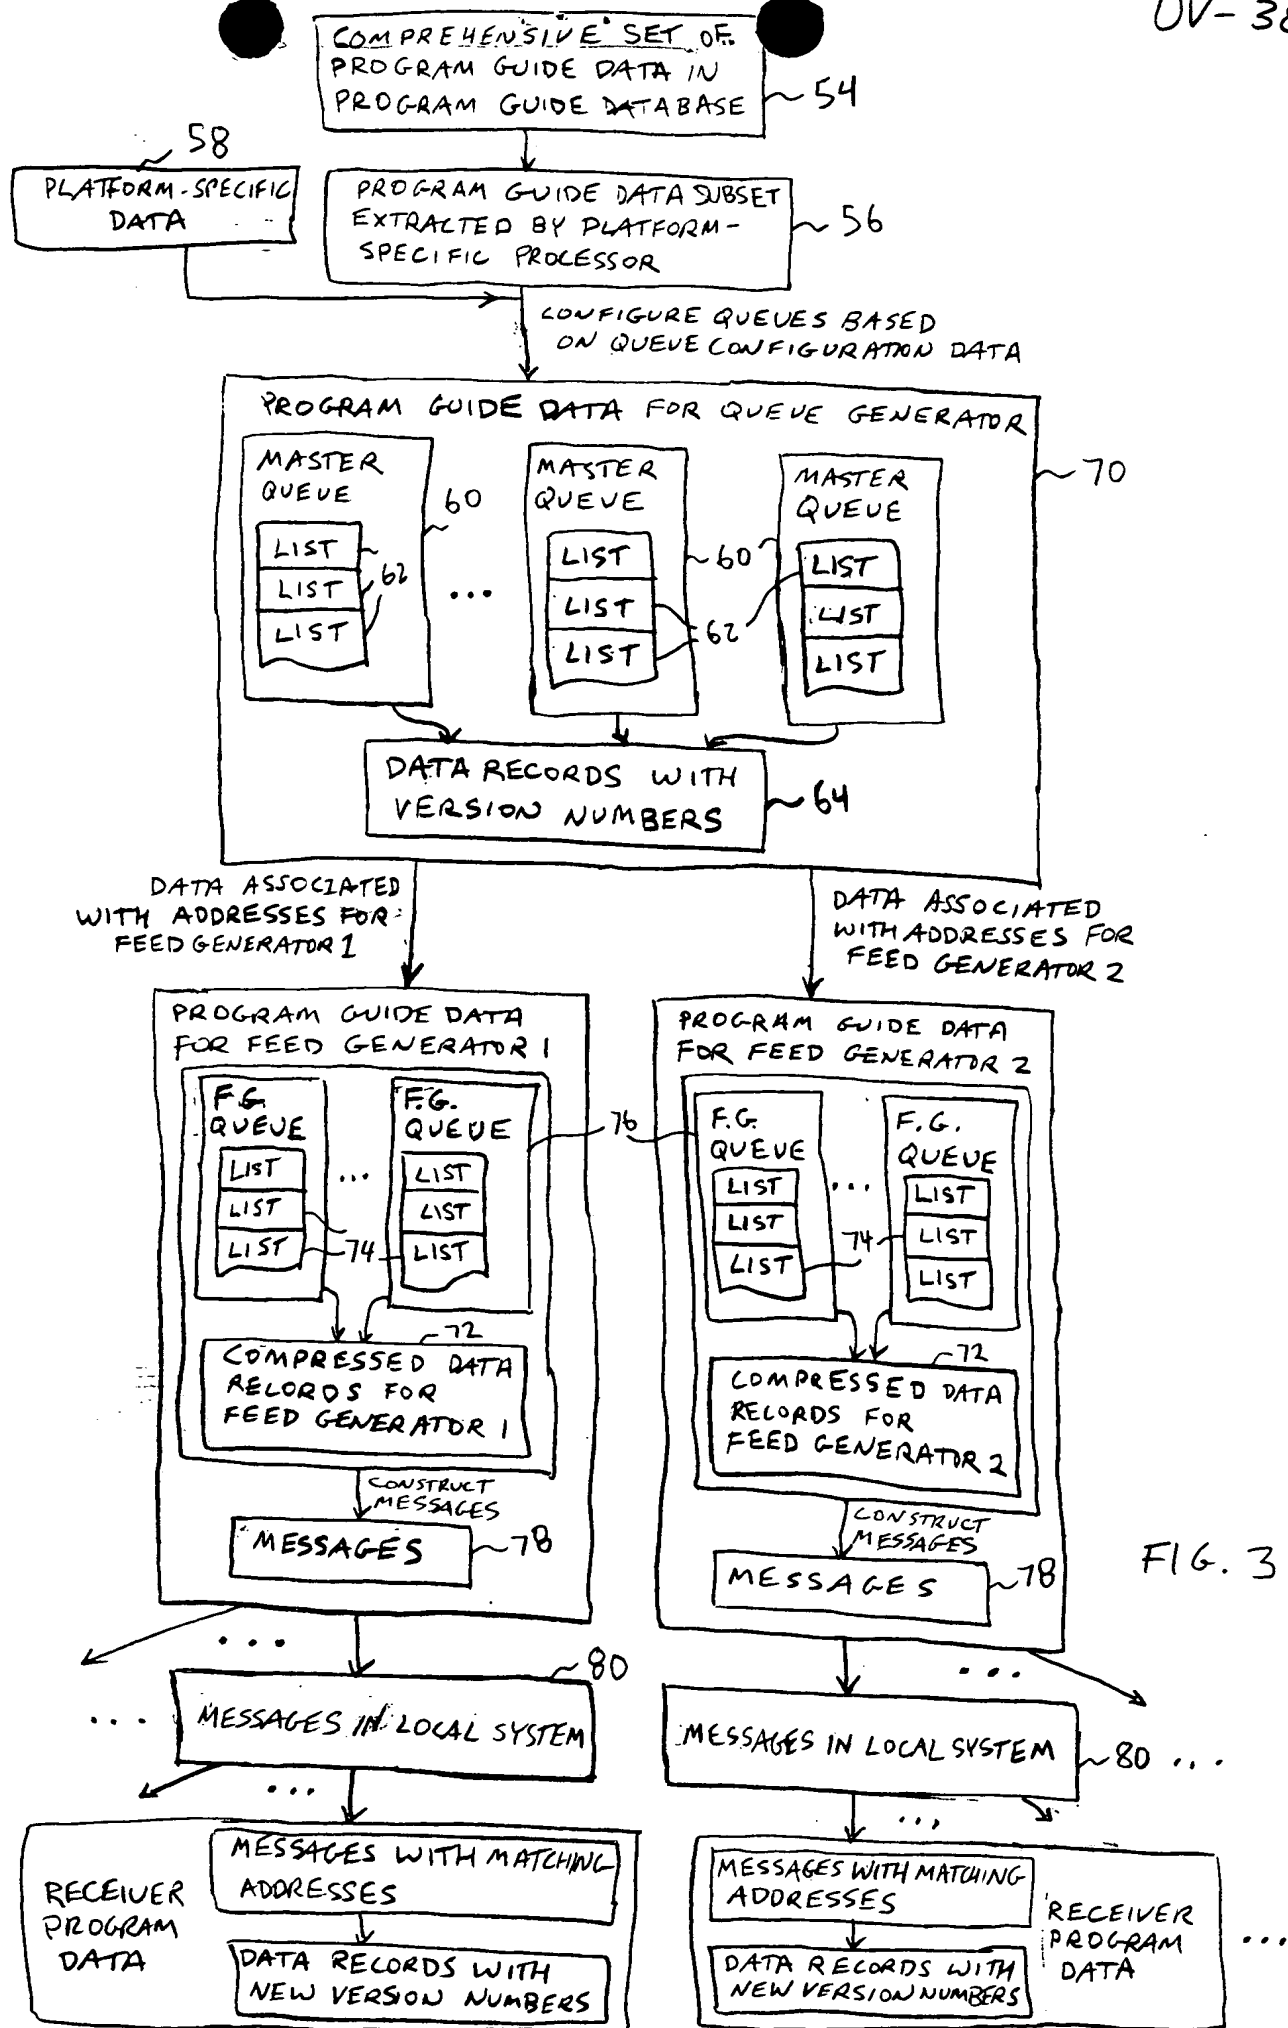 UV-38
COMPREHENSIVE SET OF
PROGRAM GUIDE DATA IN
PROGRAM GUIDE DATABASE
54
58
PLATFORM-SPECIFIC
DATA
PROGRAM GUIDE DATA SUBSET
EXTRACTED BY PLATFORM-
SPECIFIC PROCESSOR
56
CONFIGURE QUEUES BASED
ON QUEUE CONFIGURATION DATA
PROGRAM GUIDE DATA FOR QUEUE GENERATOR
70
MASTER
QUEUE
LIST
LIST
LIST
60
62
...
MASTER
QUEUE
LIST
LIST
LIST
60
62
MASTER
QUEUE
LIST
LIST
LIST
DATA RECORDS WITH
VERSION NUMBERS
64
DATA ASSOCIATED
WITH ADDRESSES FOR
FEED GENERATOR 1
DATA ASSOCIATED
WITH ADDRESSES FOR
FEED GENERATOR 2
PROGRAM GUIDE DATA
FOR FEED GENERATOR 1
F.G.
QUEUE
LIST
LIST
LIST
...
74
F.G.
QUEUE
LIST
LIST
LIST
76
72
COMPRESSED DATA
RECORDS FOR
FEED GENERATOR 1
CONSTRUCT
MESSAGES
MESSAGES
78
PROGRAM GUIDE DATA
FOR FEED GENERATOR 2
F.G.
QUEUE
LIST
LIST
LIST
...
74
F.G.
QUEUE
LIST
LIST
LIST
72
COMPRESSED DATA
RECORDS FOR
FEED GENERATOR 2
CONSTRUCT
MESSAGES
MESSAGES
78
FIG. 3
...
80
... MESSAGES IN LOCAL SYSTEM
...
MESSAGES IN LOCAL SYSTEM
80 ...
...
...
RECEIVER
PROGRAM
DATA
MESSAGES WITH MATCHING
ADDRESSES
DATA RECORDS WITH
NEW VERSION NUMBERS
MESSAGES WITH MATCHING
ADDRESSES
DATA RECORDS WITH
NEW VERSION NUMBERS
RECEIVER
PROGRAM
DATA
...